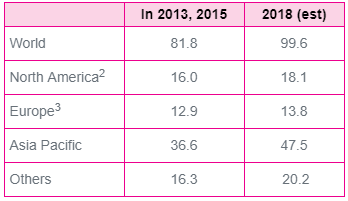 In 2013, 2015 2018 (est)
World 81.8 99.6
North America² 16.0 18.1
Europe³ 12.9 13.8
Asia Pacific 36.6 47.5
Others 16.3 20.2